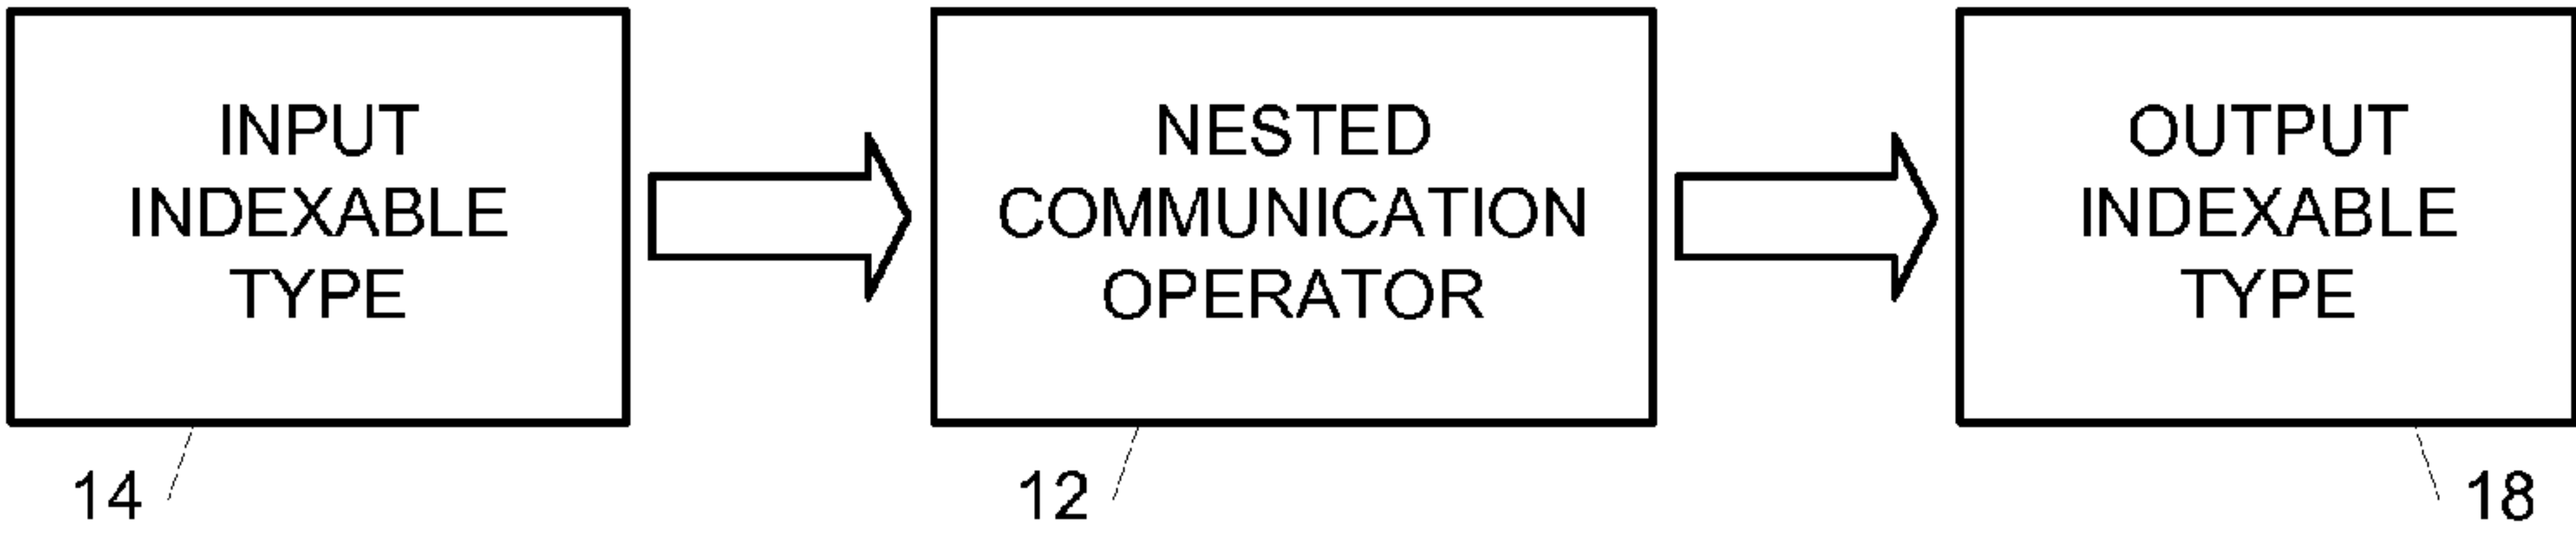 INPUT
INDEXABLE
TYPE
NESTED
COMMUNICATION
OPERATOR
OUTPUT
INDEXABLE
TYPE
14
12
18